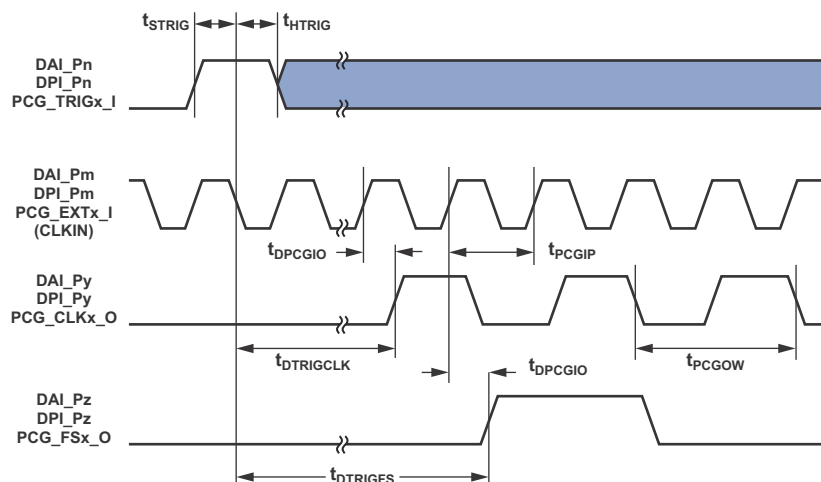 tSTRIG
tHTRIG
DAI_Pn
DPI_Pn
PCG_TRIGx_I
DAI_Pm
DPI_Pm
PCG_EXTx_I
(CLKIN)
tDPCGIO
tPCGIP
DAI_Py
DPI_Py
PCG_CLKx_O
tDTRIGCLK
tDPCGIO
tPCGOW
DAI_Pz
DPI_Pz
PCG_FSx_O
tDTRIGFS